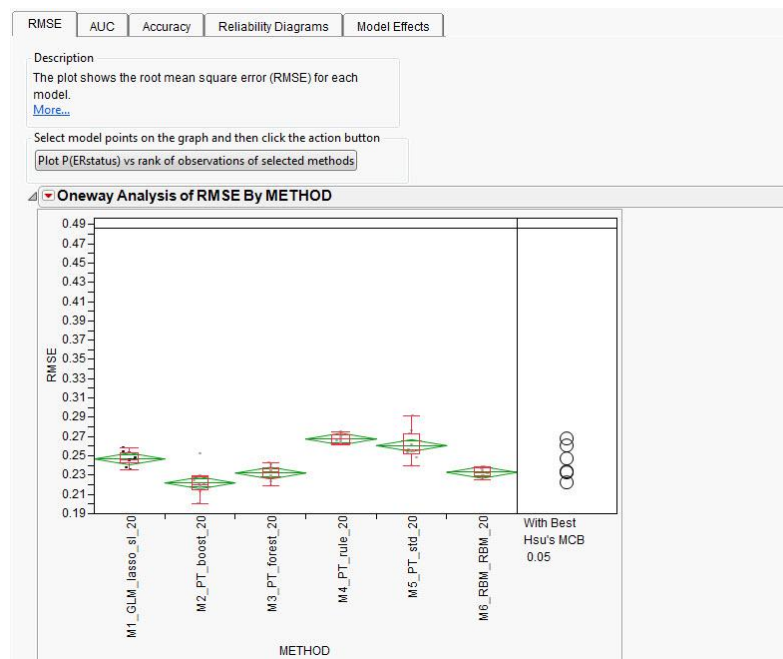 RMSE
AUC
Accuracy
Reliability Diagrams
Model Effects
Description
The plot shows the root mean square error (RMSE) for each
model.
More...
Select model points on the graph and then click the action button
Plot P(ERstatus) vs rank of observations of selected methods
Oneway Analysis of RMSE By METHOD
0.49
0.47
0.45
0.43
0.41
0.39
0.37
0.35
0.33
0.31
0.29
0.27
0.25
0.23
0.21
0.19
RMSE
M1_GLM_lasso_sl_20
M2_PT_boost_20
M3_PT_forest_20
M4_PT_rule_20
M5_PT_std_20
M6_RBM_RBM_20
With Best
Hsu's MCB
0.05
METHOD